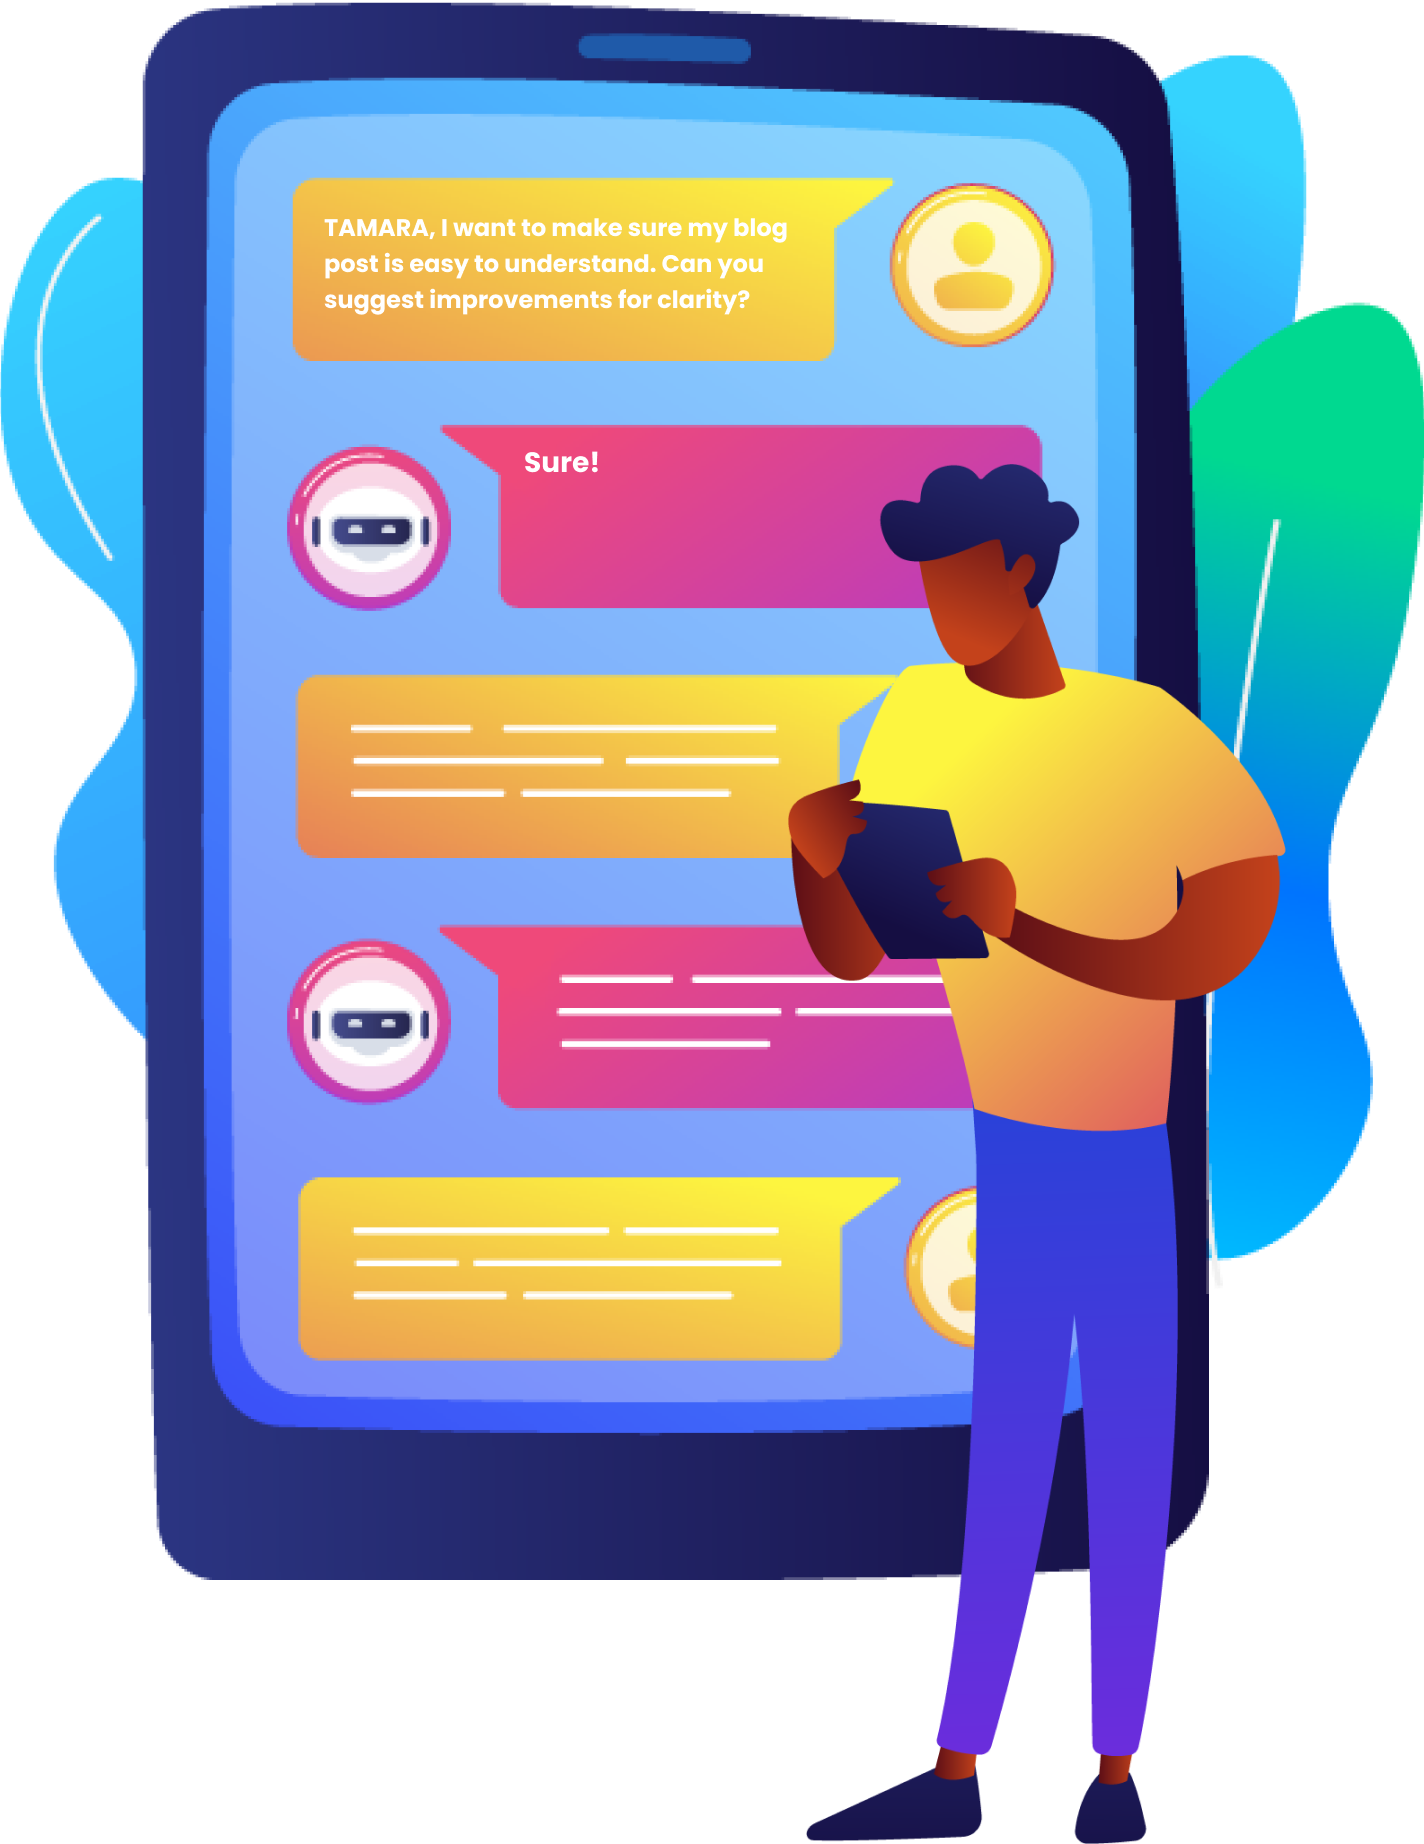 TAMARA, I want to make sure my blog
post is easy to understand. Can you
suggest improvements for clarity?
Sure!